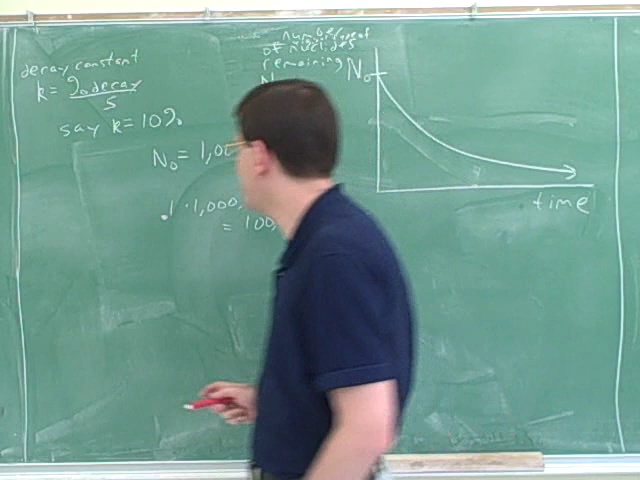 decay constant
k = % decay
s
say k = 10%
N₀ = 1,00
.1 · 1,000,
= 100,
number
of nuclides
remaining
N
N₀
time